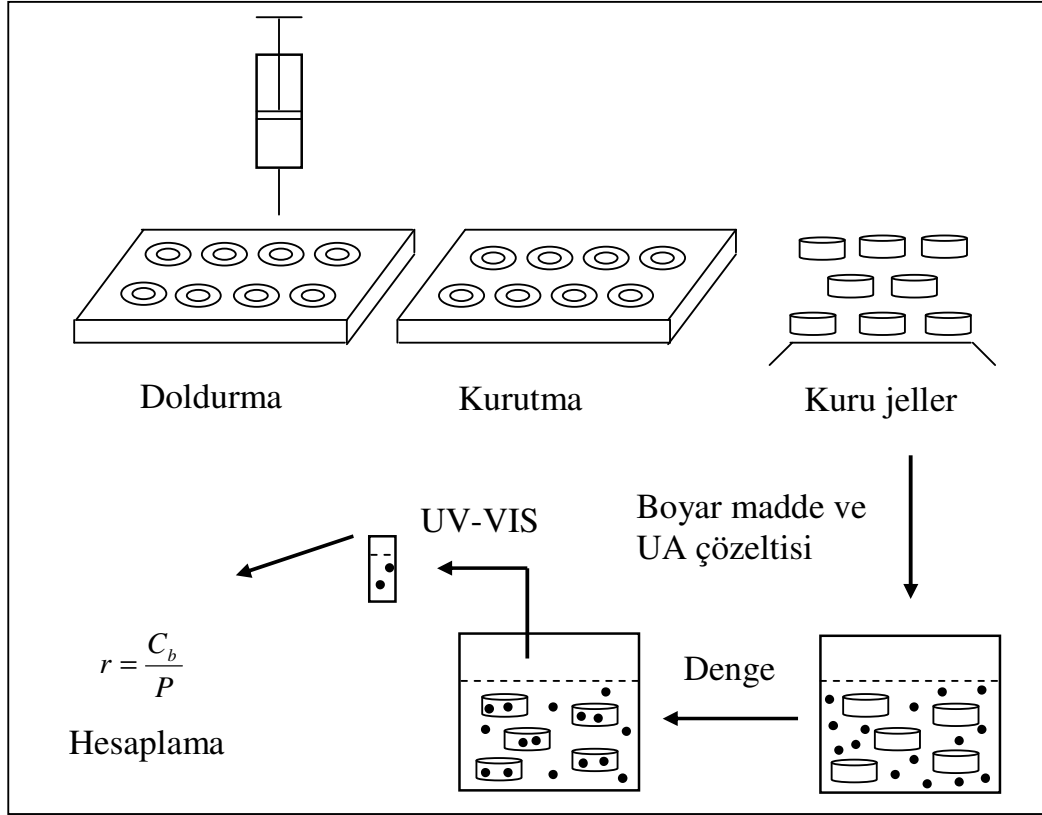 Doldurma
Kurutma
Kuru jeller
Boyar madde ve
UA çözeltisi
UV-VIS
Denge
r = C_b / P
Hesaplama